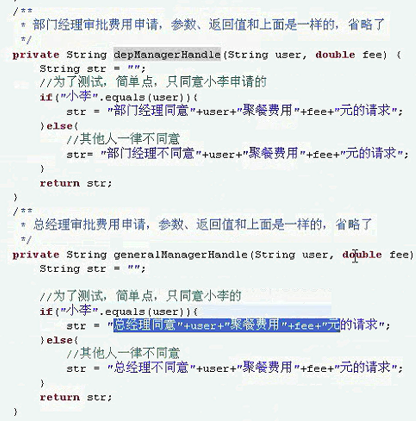 /**
 * 部门经理审批费用申请，参数、返回值和上面是一样的，省略了
 */
private String depManagerHandle(String user, double fee) {
    String str = "";
    //为了测试，简单点，只同意小李申请的
    if("小李".equals(user)){
        str = "部门经理同意"+user+"聚餐费用"+fee+"元的请求";
    }else{
        //其他人一律不同意
        str= "部门经理不同意"+user+"聚餐费用"+fee+"元的请求";
    }
    return str;
}
/**
 * 总经理审批费用申请，参数、返回值和上面是一样的，省略了
 */
private String generalManagerHandle(String user, double fee)
    String str = "";
    //为了测试，简单点，只同意小李的
    if("小李".equals(user)){
        str = "总经理同意"+user+"聚餐费用"+fee+"元的请求";
    }else{
        //其他人一律不同意
        str = "总经理不同意"+user+"聚餐费用"+fee+"元的请求";
    }
    return str;
}